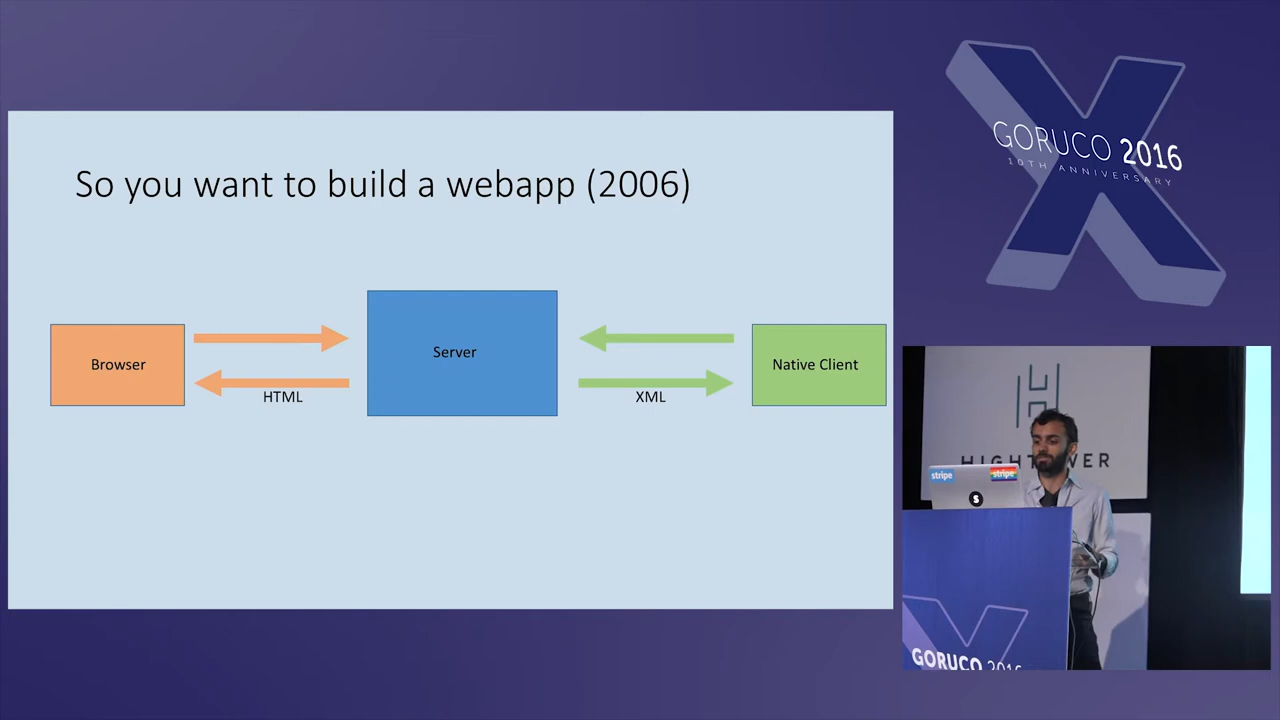 So you want to build a webapp (2006)
Browser
HTML
Server
XML
Native Client
GORUCO 2016
10TH ANNIVERSARY
HIGHTOWER
stripe
stripe
S
GORUCO 2016